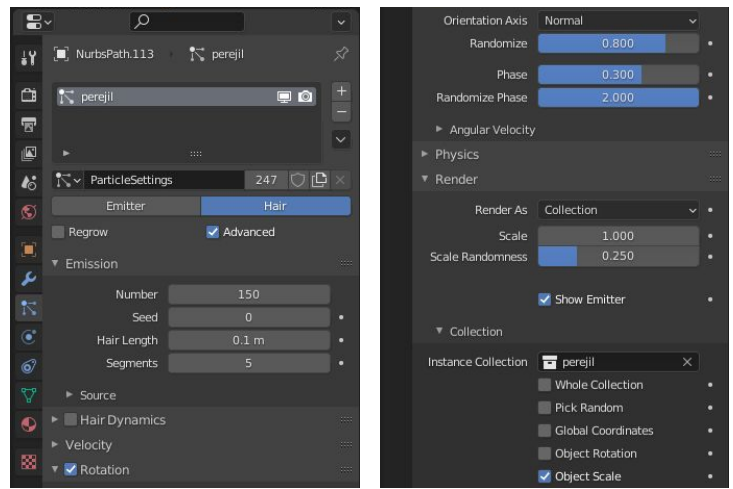 NurbsPath.113 perejil
perejil
ParticleSettings 247
Emitter Hair
Regrow Advanced
Emission
Number 150
Seed 0
Hair Length 0.1 m
Segments 5
Source
Hair Dynamics
Velocity
Rotation
Orientation Axis Normal
Randomize 0.800
Phase 0.300
Randomize Phase 2.000
Angular Velocity
Physics
Render
Render As Collection
Scale 1.000
Scale Randomness 0.250
Show Emitter
Collection
Instance Collection perejil
Whole Collection
Pick Random
Global Coordinates
Object Rotation
Object Scale